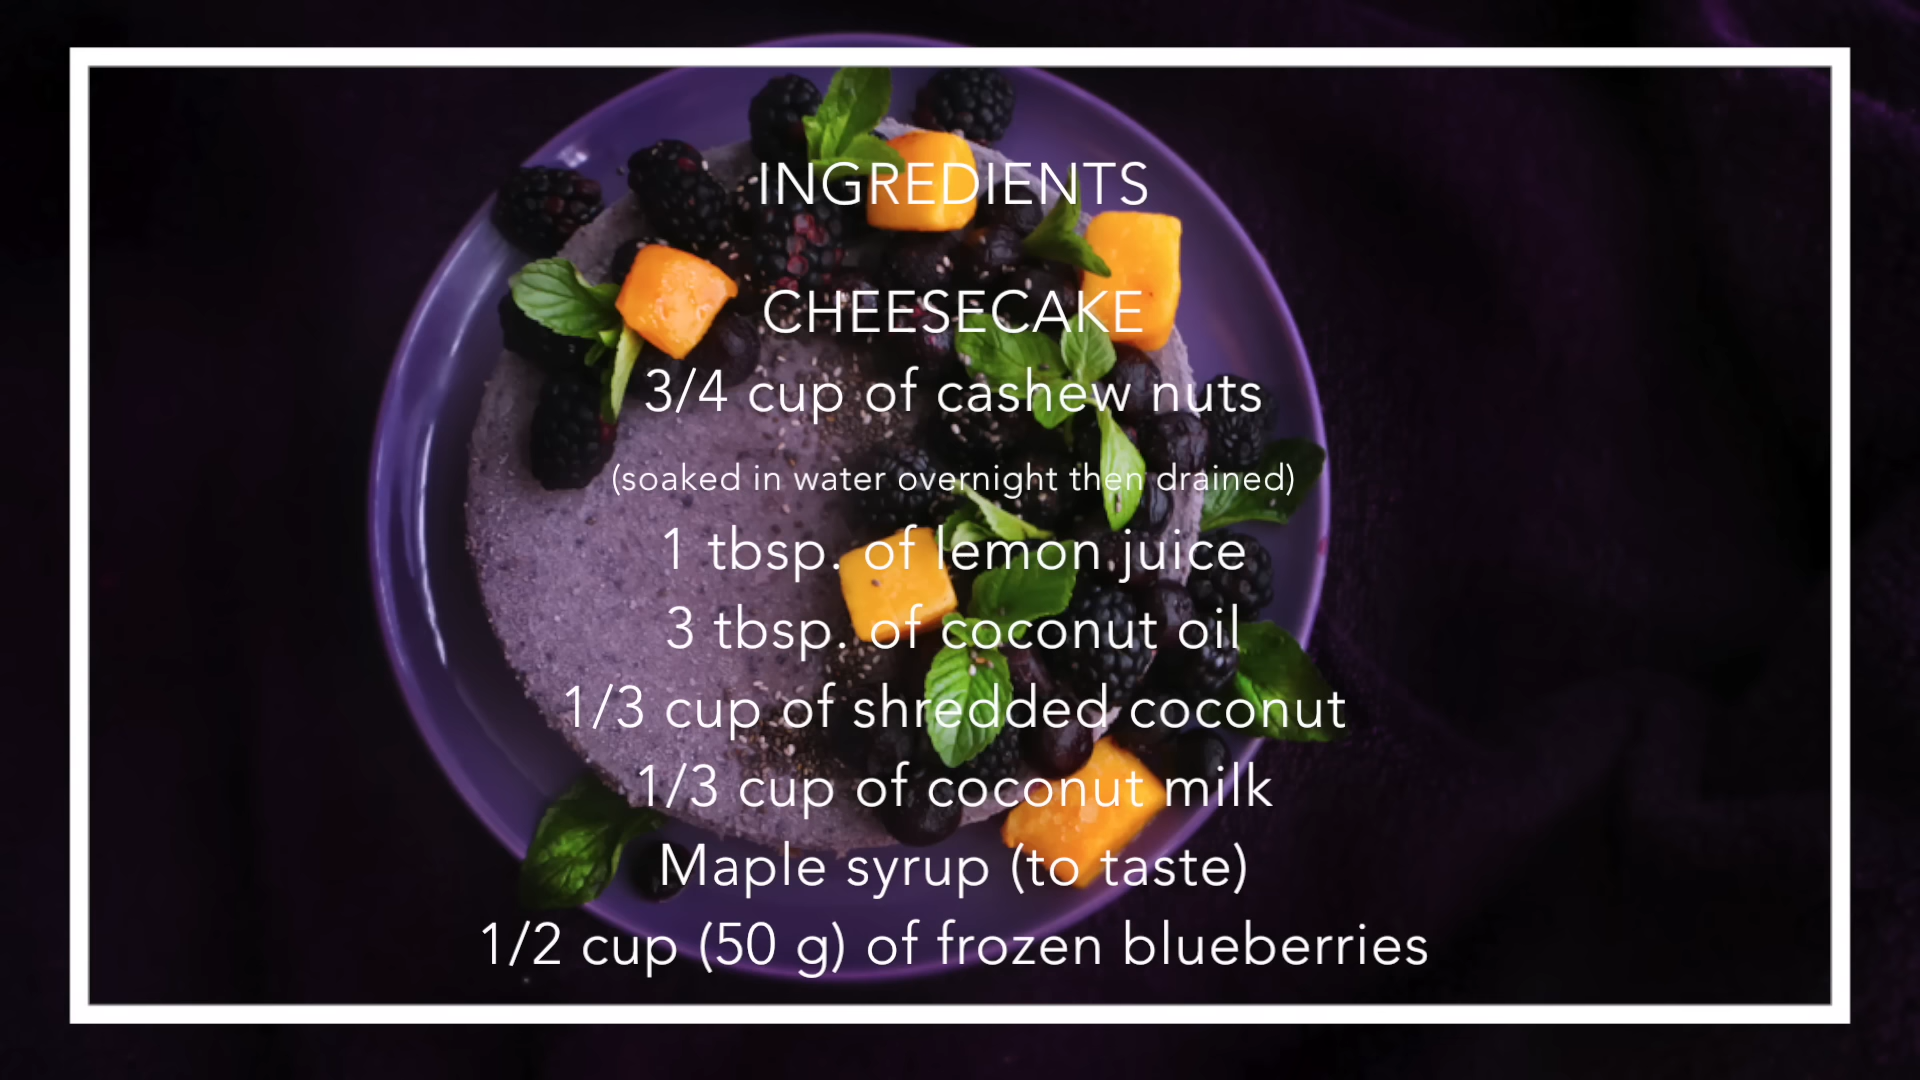 INGREDIENTS
CHEESECAKE
3/4 cup of cashew nuts
(soaked in water overnight then drained)
1 tbsp. of lemon juice
3 tbsp. of coconut oil
1/3 cup of shredded coconut
1/3 cup of coconut milk
Maple syrup (to taste)
1/2 cup (50 g) of frozen blueberries